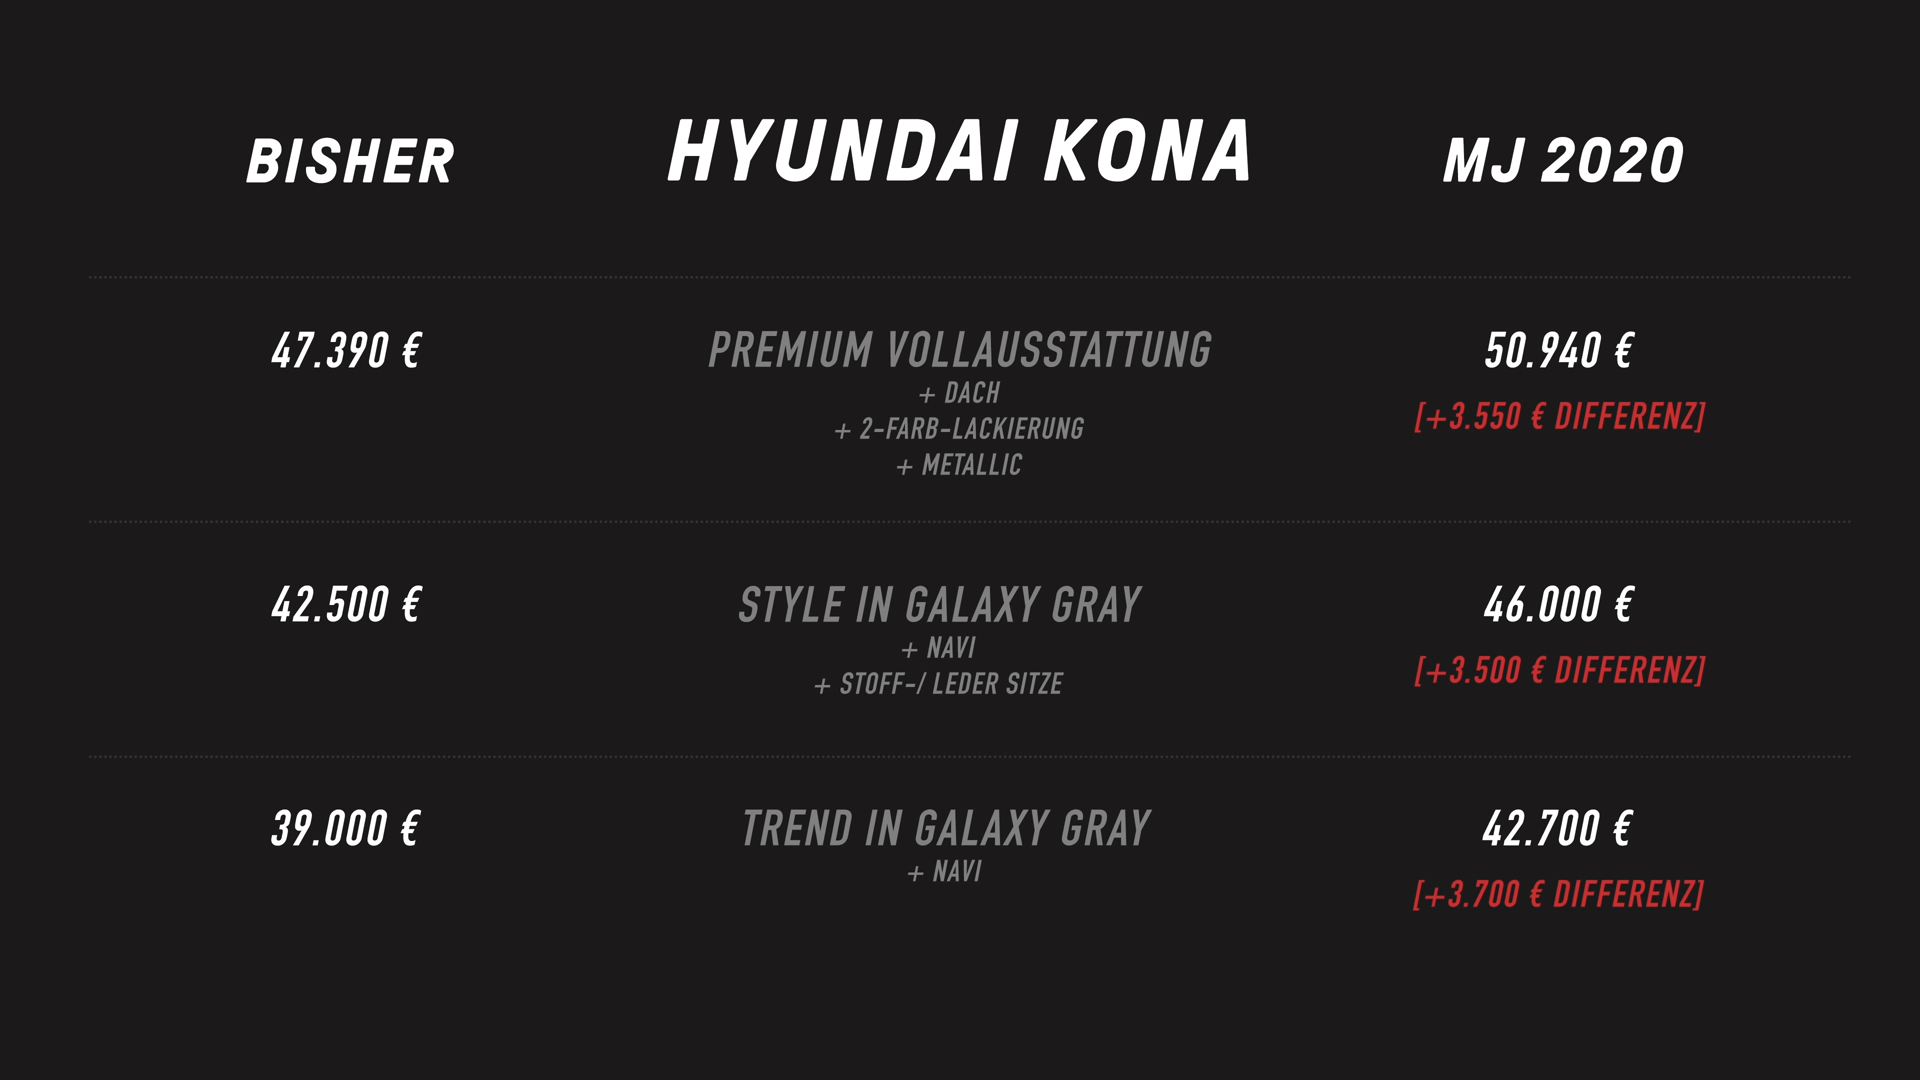 BISHER
HYUNDAI KONA
MJ 2020
47.390 €
PREMIUM VOLLAUSSTATTUNG
+ DACH
+ 2-FARB-LACKIERUNG
+ METALLIC
50.940 €
[+3.550 € DIFFERENZ]
42.500 €
STYLE IN GALAXY GRAY
+ NAVI
+ STOFF-/ LEDER SITZE
46.000 €
[+3.500 € DIFFERENZ]
39.000 €
TREND IN GALAXY GRAY
+ NAVI
42.700 €
[+3.700 € DIFFERENZ]